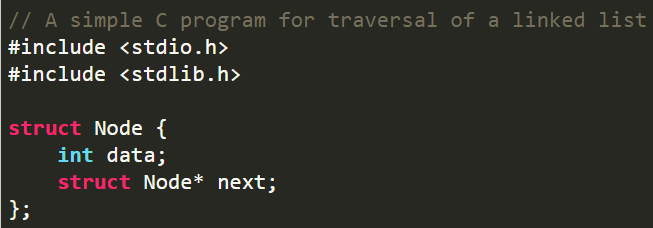 // A simple C program for traversal of a linked list
#include <stdio.h>
#include <stdlib.h>

struct Node {
    int data;
    struct Node* next;
};